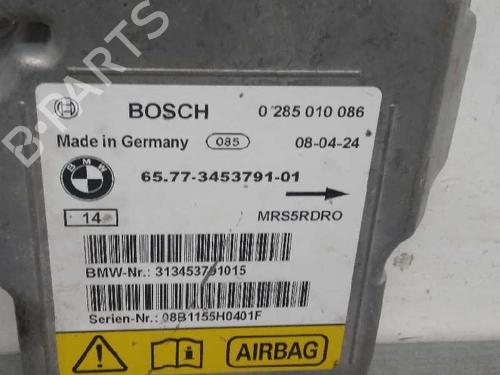 BOSCH 0 285 010 086
Made in Germany 085 08-04-24
BMW 65.77-3453791-01
14 MRS5RDRO
BMW-Nr.: 313453791015
Serien-Nr.: 08B1155H0401F
AIRBAG